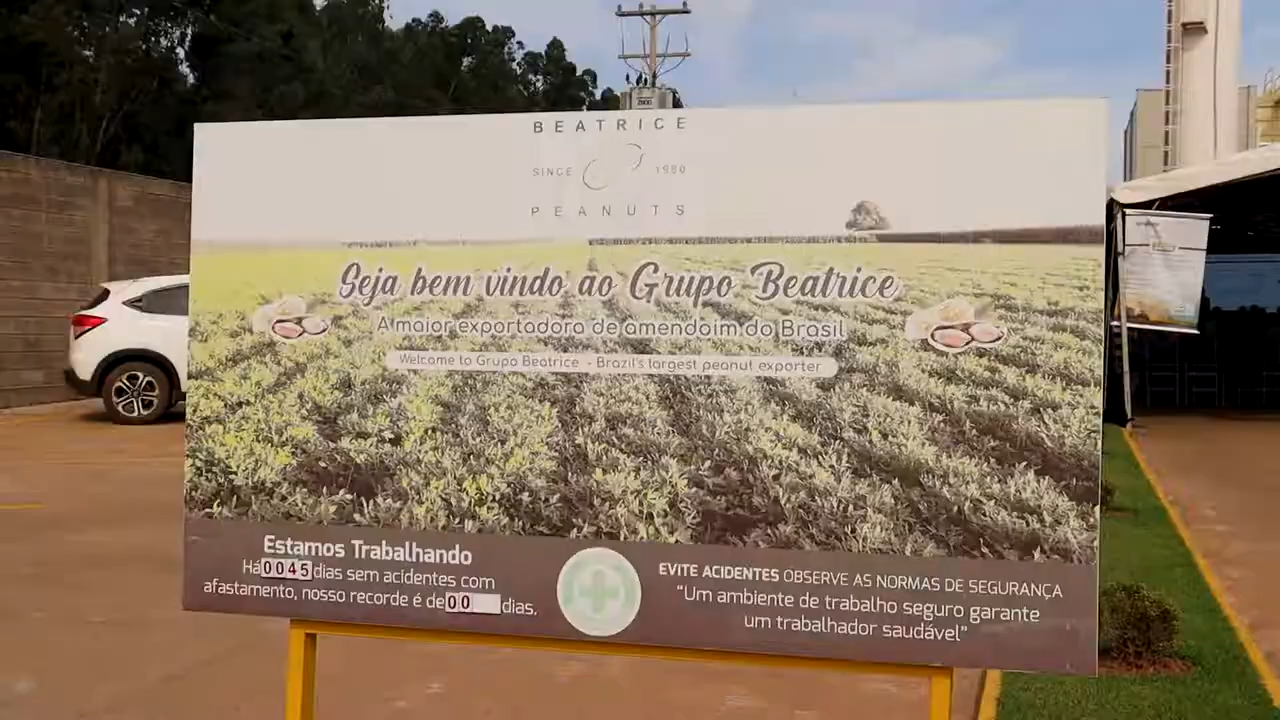 BEATRICE
SINCE 1980
PEANUTS
Seja bem vindo ao Grupo Beatrice
A maior exportadora de amendoim do Brasil
Welcome to Grupo Beatrice - Brazil's largest peanut exporter
Estamos Trabalhando
Há 0045 dias sem acidentes com
afastamento, nosso recorde é de 00 dias.
EVITE ACIDENTES OBSERVE AS NORMAS DE SEGURANÇA
"Um ambiente de trabalho seguro garante
um trabalhador saudável"